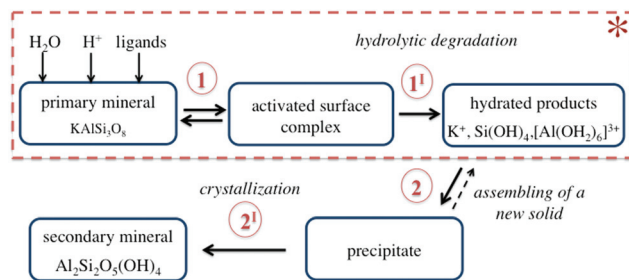 H₂O H⁺ ligands
hydrolytic degradation
*
1
1ᴵ
primary mineral
KAlSi₃O₈
activated surface
complex
hydrated products
K⁺, Si(OH)₄,[Al(OH₂)₆]³⁺
crystallization
2
assembling of a
new solid
2ᴵ
secondary mineral
Al₂Si₂O₅(OH)₄
precipitate